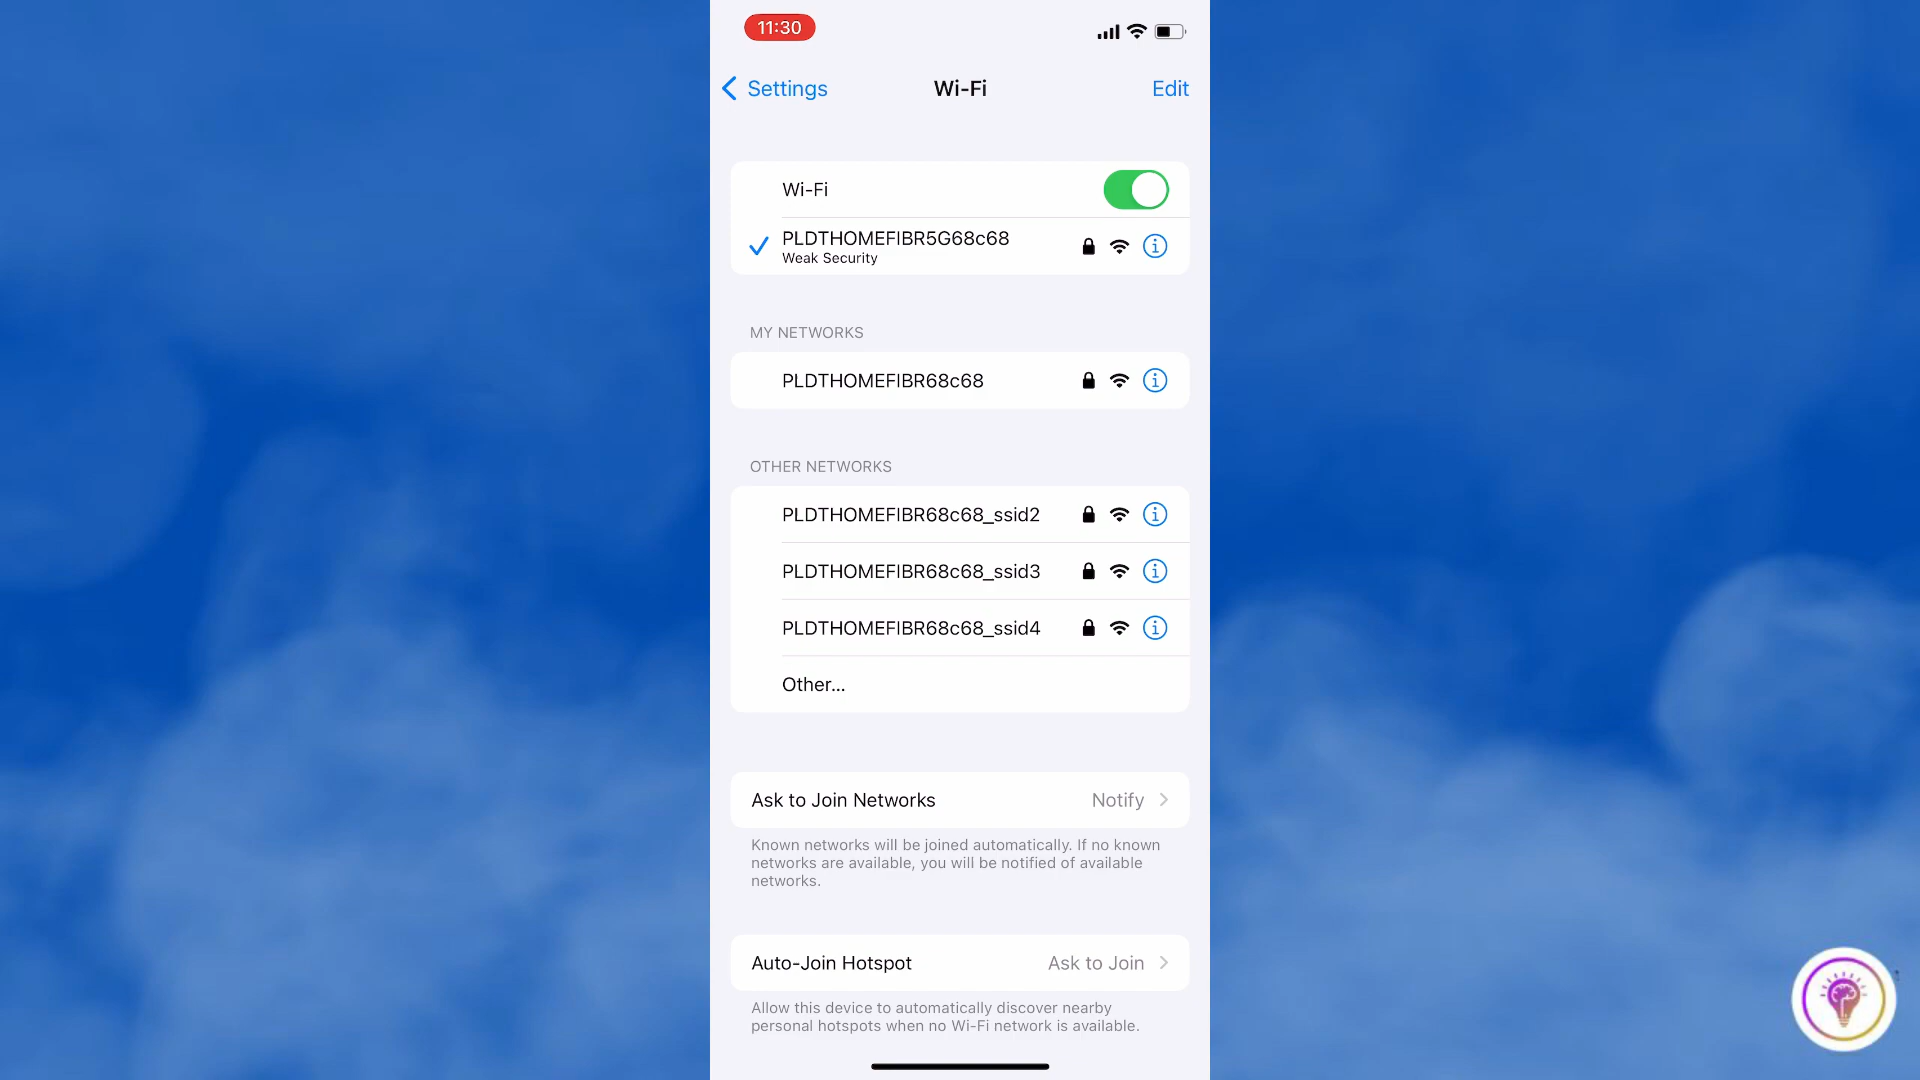 11:30
Settings
Wi-Fi
Edit
Wi-Fi
PLDTHOMEFIBR5G68c68
Weak Security
MY NETWORKS
PLDTHOMEFIBR68c68
OTHER NETWORKS
PLDTHOMEFIBR68c68_ssid2
PLDTHOMEFIBR68c68_ssid3
PLDTHOMEFIBR68c68_ssid4
Other...
Ask to Join Networks Notify
Known networks will be joined automatically. If no known
networks are available, you will be notified of available
networks.
Auto-Join Hotspot Ask to Join
Allow this device to automatically discover nearby
personal hotspots when no Wi-Fi network is available.